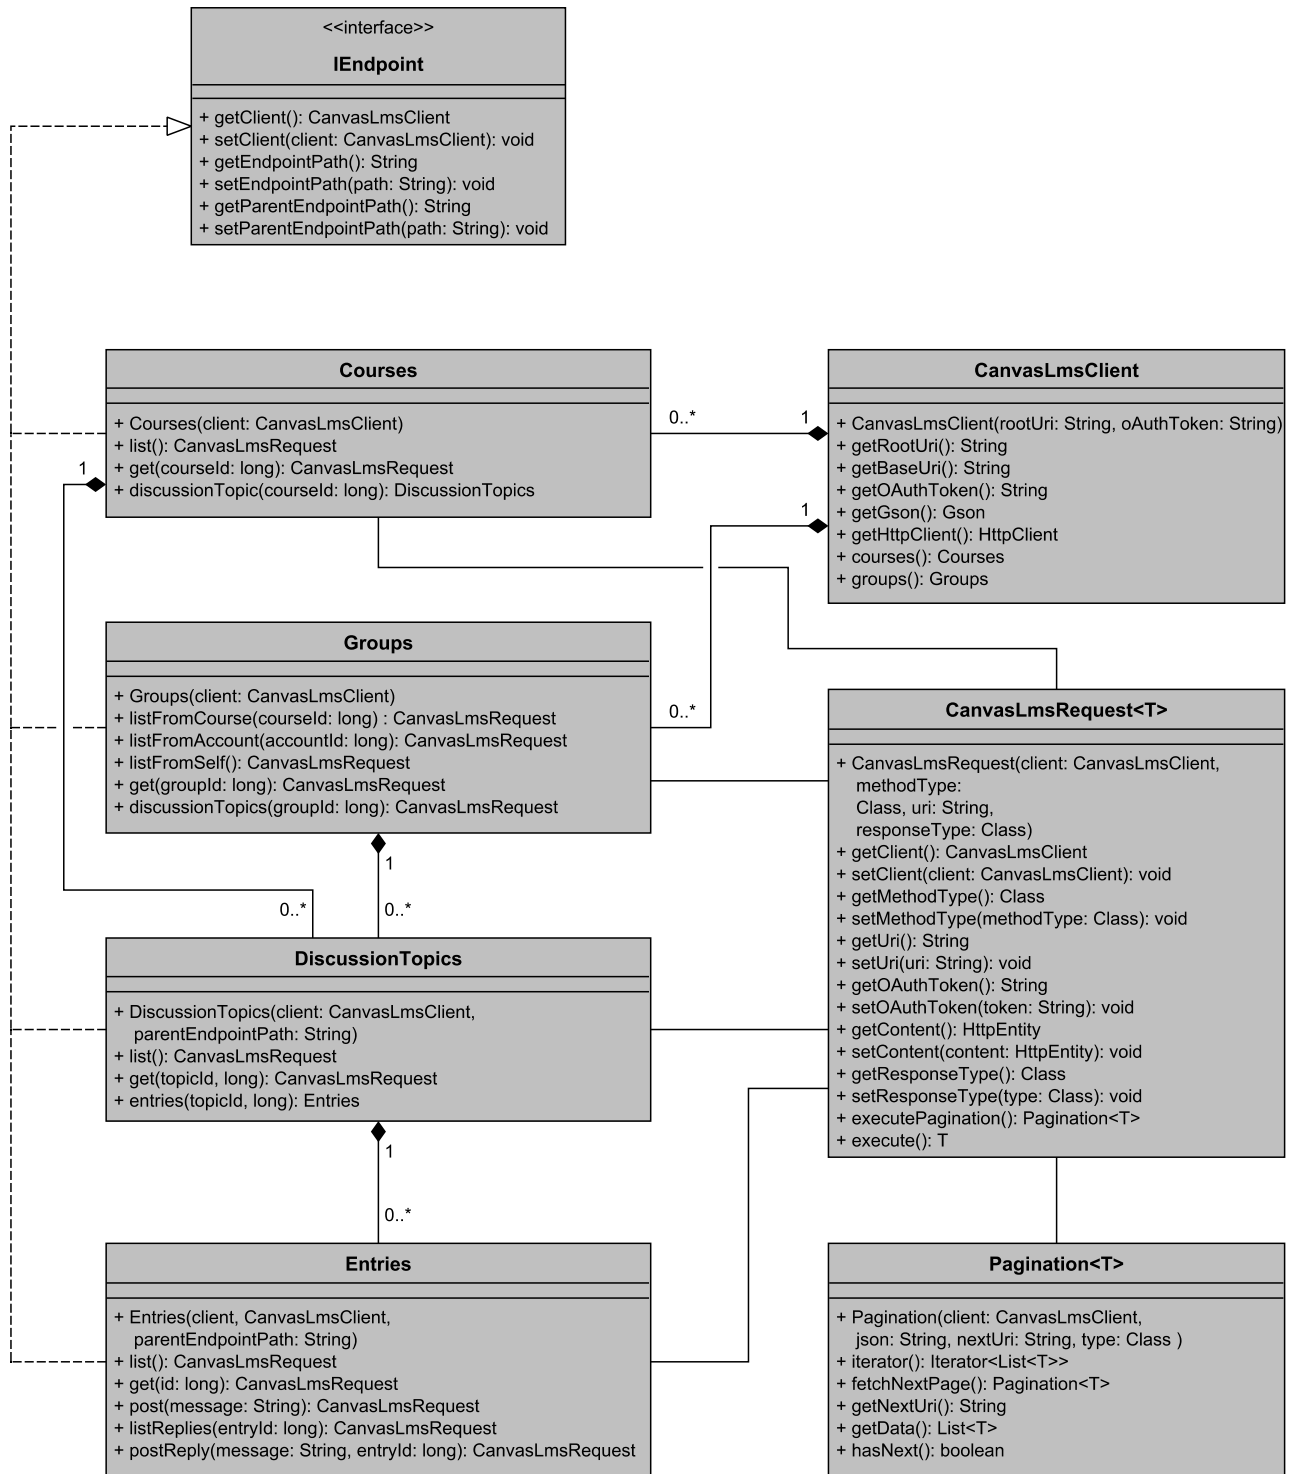 <<interface>>
IEndpoint
+ getClient(): CanvasLmsClient
+ setClient(client: CanvasLmsClient): void
+ getEndpointPath(): String
+ setEndpointPath(path: String): void
+ getParentEndpointPath(): String
+ setParentEndpointPath(path: String): void
Courses
+ Courses(client: CanvasLmsClient)
+ list(): CanvasLmsRequest
+ get(courseId: long): CanvasLmsRequest
+ discussionTopic(courseId: long): DiscussionTopics
0..*
1
1
CanvasLmsClient
+ CanvasLmsClient(rootUri: String, oAuthToken: String)
+ getRootUri(): String
+ getBaseUri(): String
+ getOAuthToken(): String
+ getGson(): Gson
+ getHttpClient(): HttpClient
+ courses(): Courses
+ groups(): Groups
1
0..*
Groups
+ Groups(client: CanvasLmsClient)
+ listFromCourse(courseId: long) : CanvasLmsRequest
+ listFromAccount(accountId: long): CanvasLmsRequest
+ listFromSelf(): CanvasLmsRequest
+ get(groupId: long): CanvasLmsRequest
+ discussionTopics(groupId: long): CanvasLmsRequest
1
0..*
0..*
CanvasLmsRequest<T>
+ CanvasLmsRequest(client: CanvasLmsClient,
methodType:
Class, uri: String,
responseType: Class)
+ getClient(): CanvasLmsClient
+ setClient(client: CanvasLmsClient): void
+ getMethodType(): Class
+ setMethodType(methodType: Class): void
+ getUri(): String
+ setUri(uri: String): void
+ getOAuthToken(): String
+ setOAuthToken(token: String): void
+ getContent(): HttpEntity
+ setContent(content: HttpEntity): void
+ getResponseType(): Class
+ setResponseType(type: Class): void
+ executePagination(): Pagination<T>
+ execute(): T
DiscussionTopics
+ DiscussionTopics(client: CanvasLmsClient,
parentEndpointPath: String)
+ list(): CanvasLmsRequest
+ get(topicId, long): CanvasLmsRequest
+ entries(topicId, long): Entries
1
0..*
Entries
+ Entries(client, CanvasLmsClient,
parentEndpointPath: String)
+ list(): CanvasLmsRequest
+ get(id: long): CanvasLmsRequest
+ post(message: String): CanvasLmsRequest
+ listReplies(entryId: long): CanvasLmsRequest
+ postReply(message: String, entryId: long): CanvasLmsRequest
Pagination<T>
+ Pagination(client: CanvasLmsClient,
json: String, nextUri: String, type: Class )
+ iterator(): Iterator<List<T>>
+ fetchNextPage(): Pagination<T>
+ getNextUri(): String
+ getData(): List<T>
+ hasNext(): boolean